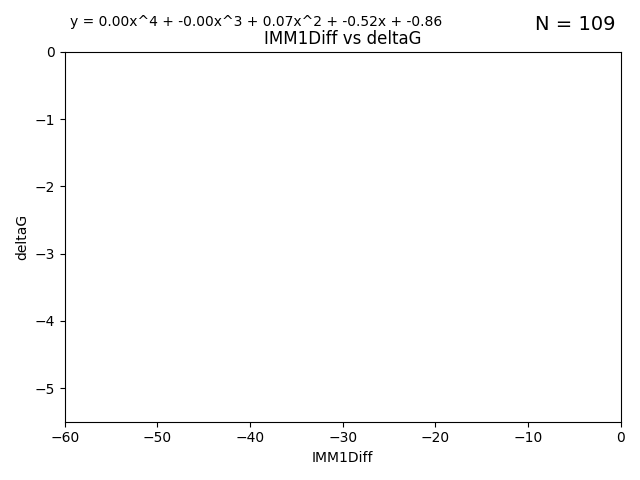 y = 0.00x^4 + -0.00x^3 + 0.07x^2 + -0.52x + -0.86
N = 109
IMM1Diff vs deltaG
0
−1
−2
−3
−4
−5
deltaG
−60 −50 −40 −30 −20 −10 0
IMM1Diff